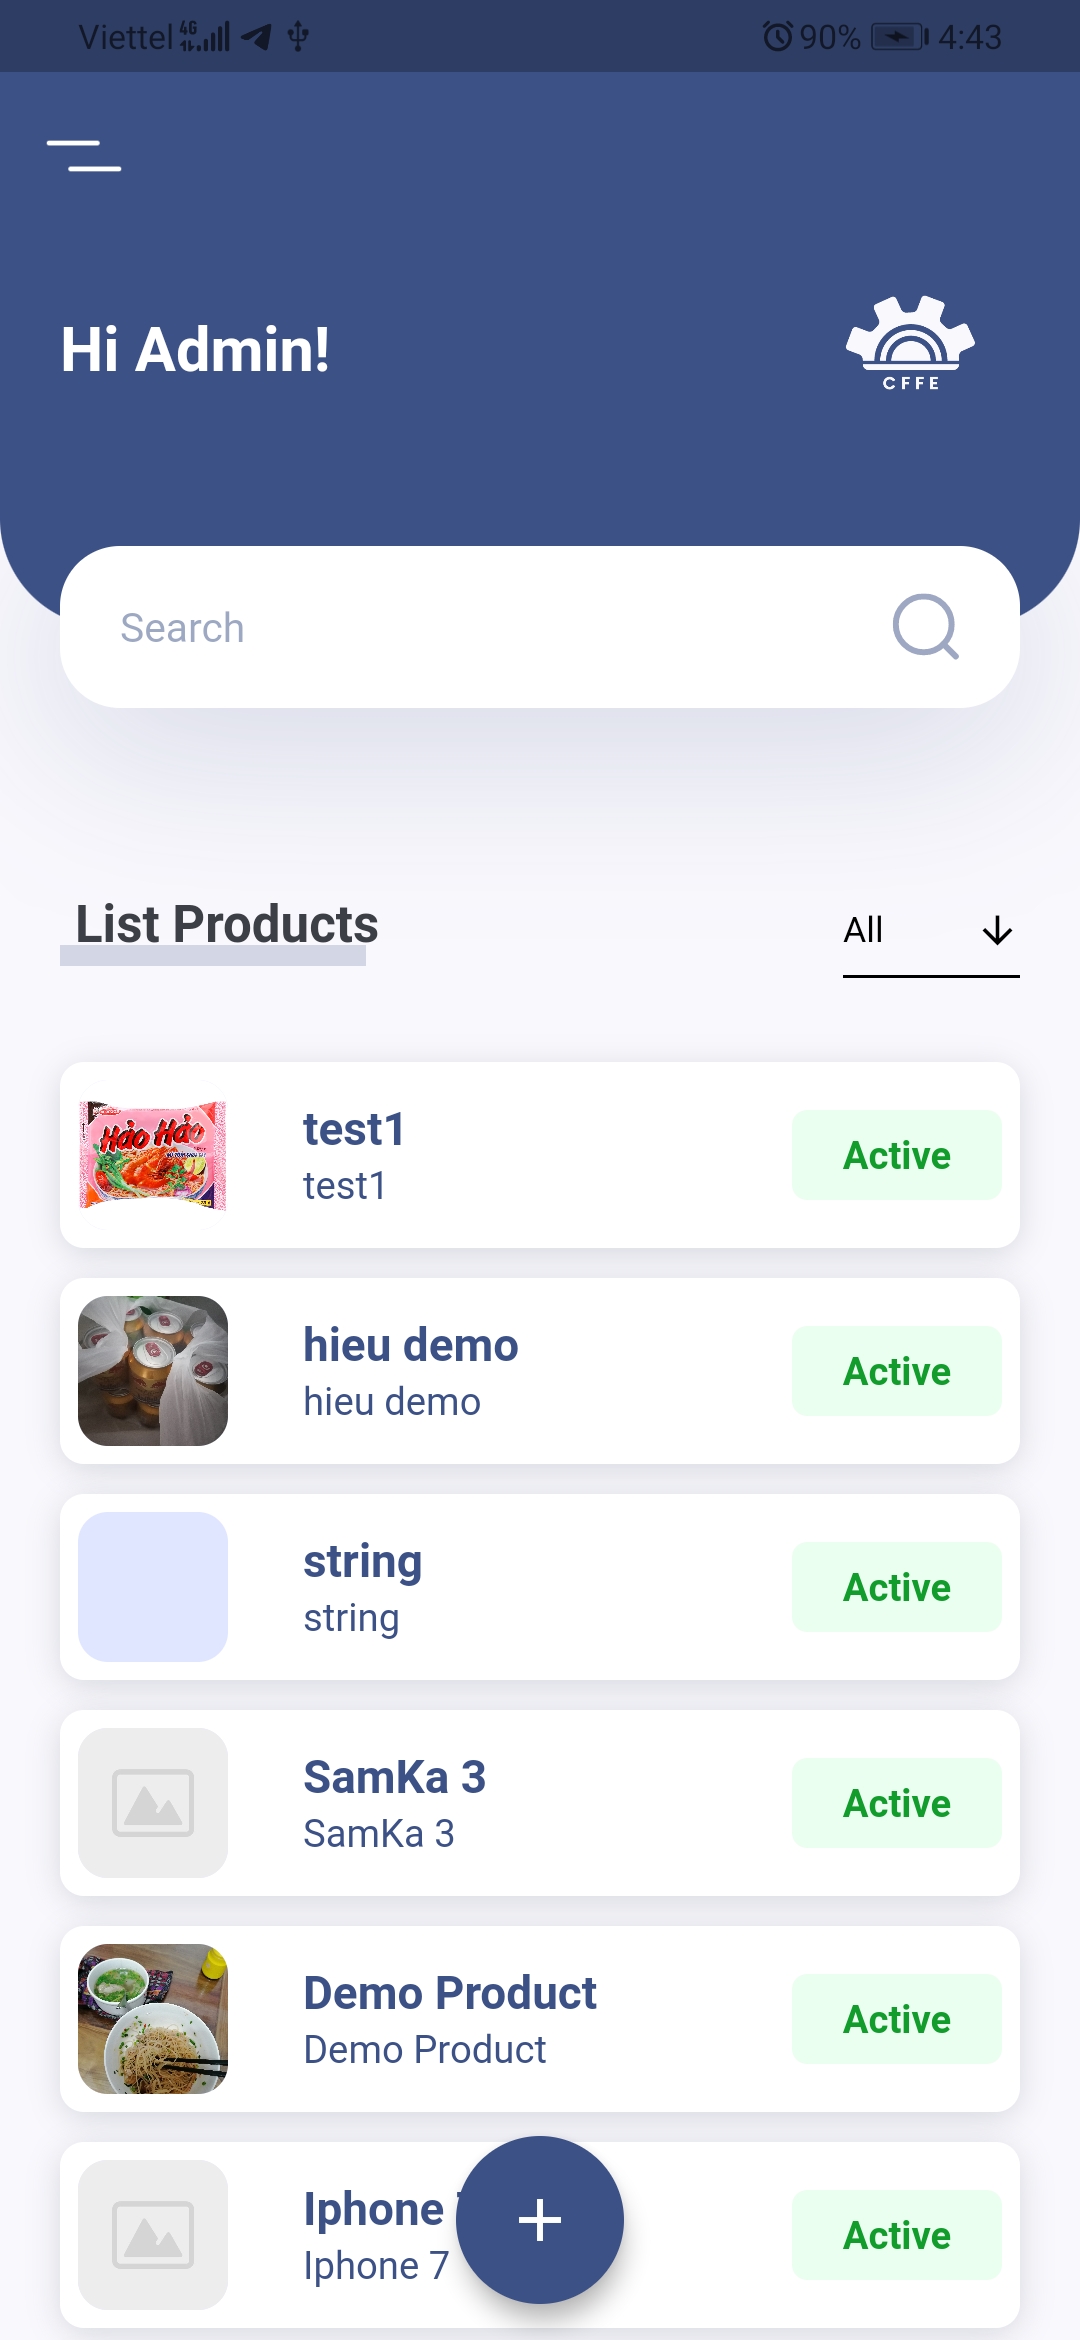 Viettel 4G 90% 4:43
Hi Admin!
CFFE
Search
List Products
All
Hảo Hảo
test1
test1
Active
hieu demo
hieu demo
Active
string
string
Active
SamKa 3
SamKa 3
Active
Demo Product
Demo Product
Active
Iphone
Iphone 7
Active